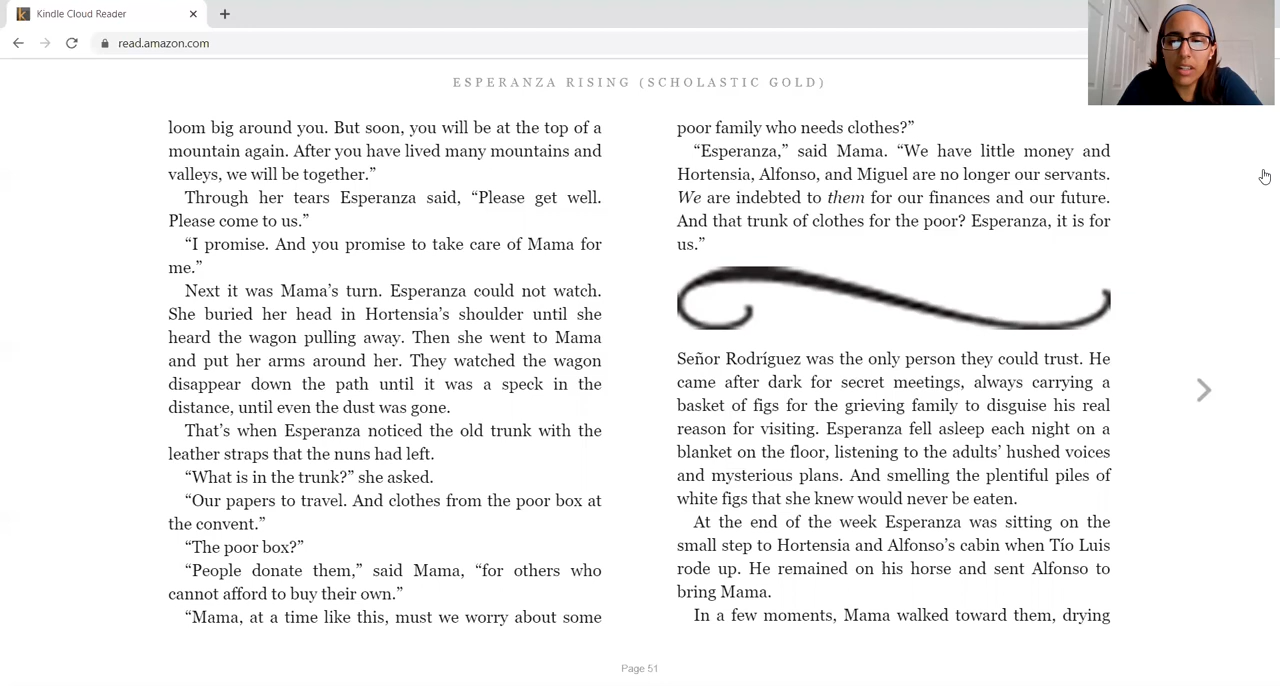 Kindle Cloud Reader
read.amazon.com
ESPERANZA RISING (SCHOLASTIC GOLD)
loom big around you. But soon, you will be at the top of a
mountain again. After you have lived many mountains and
valleys, we will be together.”
Through her tears Esperanza said, “Please get well.
Please come to us.”
“I promise. And you promise to take care of Mama for
me.”
Next it was Mama’s turn. Esperanza could not watch.
She buried her head in Hortensia’s shoulder until she
heard the wagon pulling away. Then she went to Mama
and put her arms around her. They watched the wagon
disappear down the path until it was a speck in the
distance, until even the dust was gone.
That’s when Esperanza noticed the old trunk with the
leather straps that the nuns had left.
“What is in the trunk?” she asked.
“Our papers to travel. And clothes from the poor box at
the convent.”
“The poor box?”
“People donate them,” said Mama, “for others who
cannot afford to buy their own.”
“Mama, at a time like this, must we worry about some
poor family who needs clothes?”
“Esperanza,” said Mama. “We have little money and
Hortensia, Alfonso, and Miguel are no longer our servants.
We are indebted to them for our finances and our future.
And that trunk of clothes for the poor? Esperanza, it is for
us.”
Señor Rodríguez was the only person they could trust. He
came after dark for secret meetings, always carrying a
basket of figs for the grieving family to disguise his real
reason for visiting. Esperanza fell asleep each night on a
blanket on the floor, listening to the adults’ hushed voices
and mysterious plans. And smelling the plentiful piles of
white figs that she knew would never be eaten.
At the end of the week Esperanza was sitting on the
small step to Hortensia and Alfonso’s cabin when Tío Luis
rode up. He remained on his horse and sent Alfonso to
bring Mama.
In a few moments, Mama walked toward them, drying
Page 51